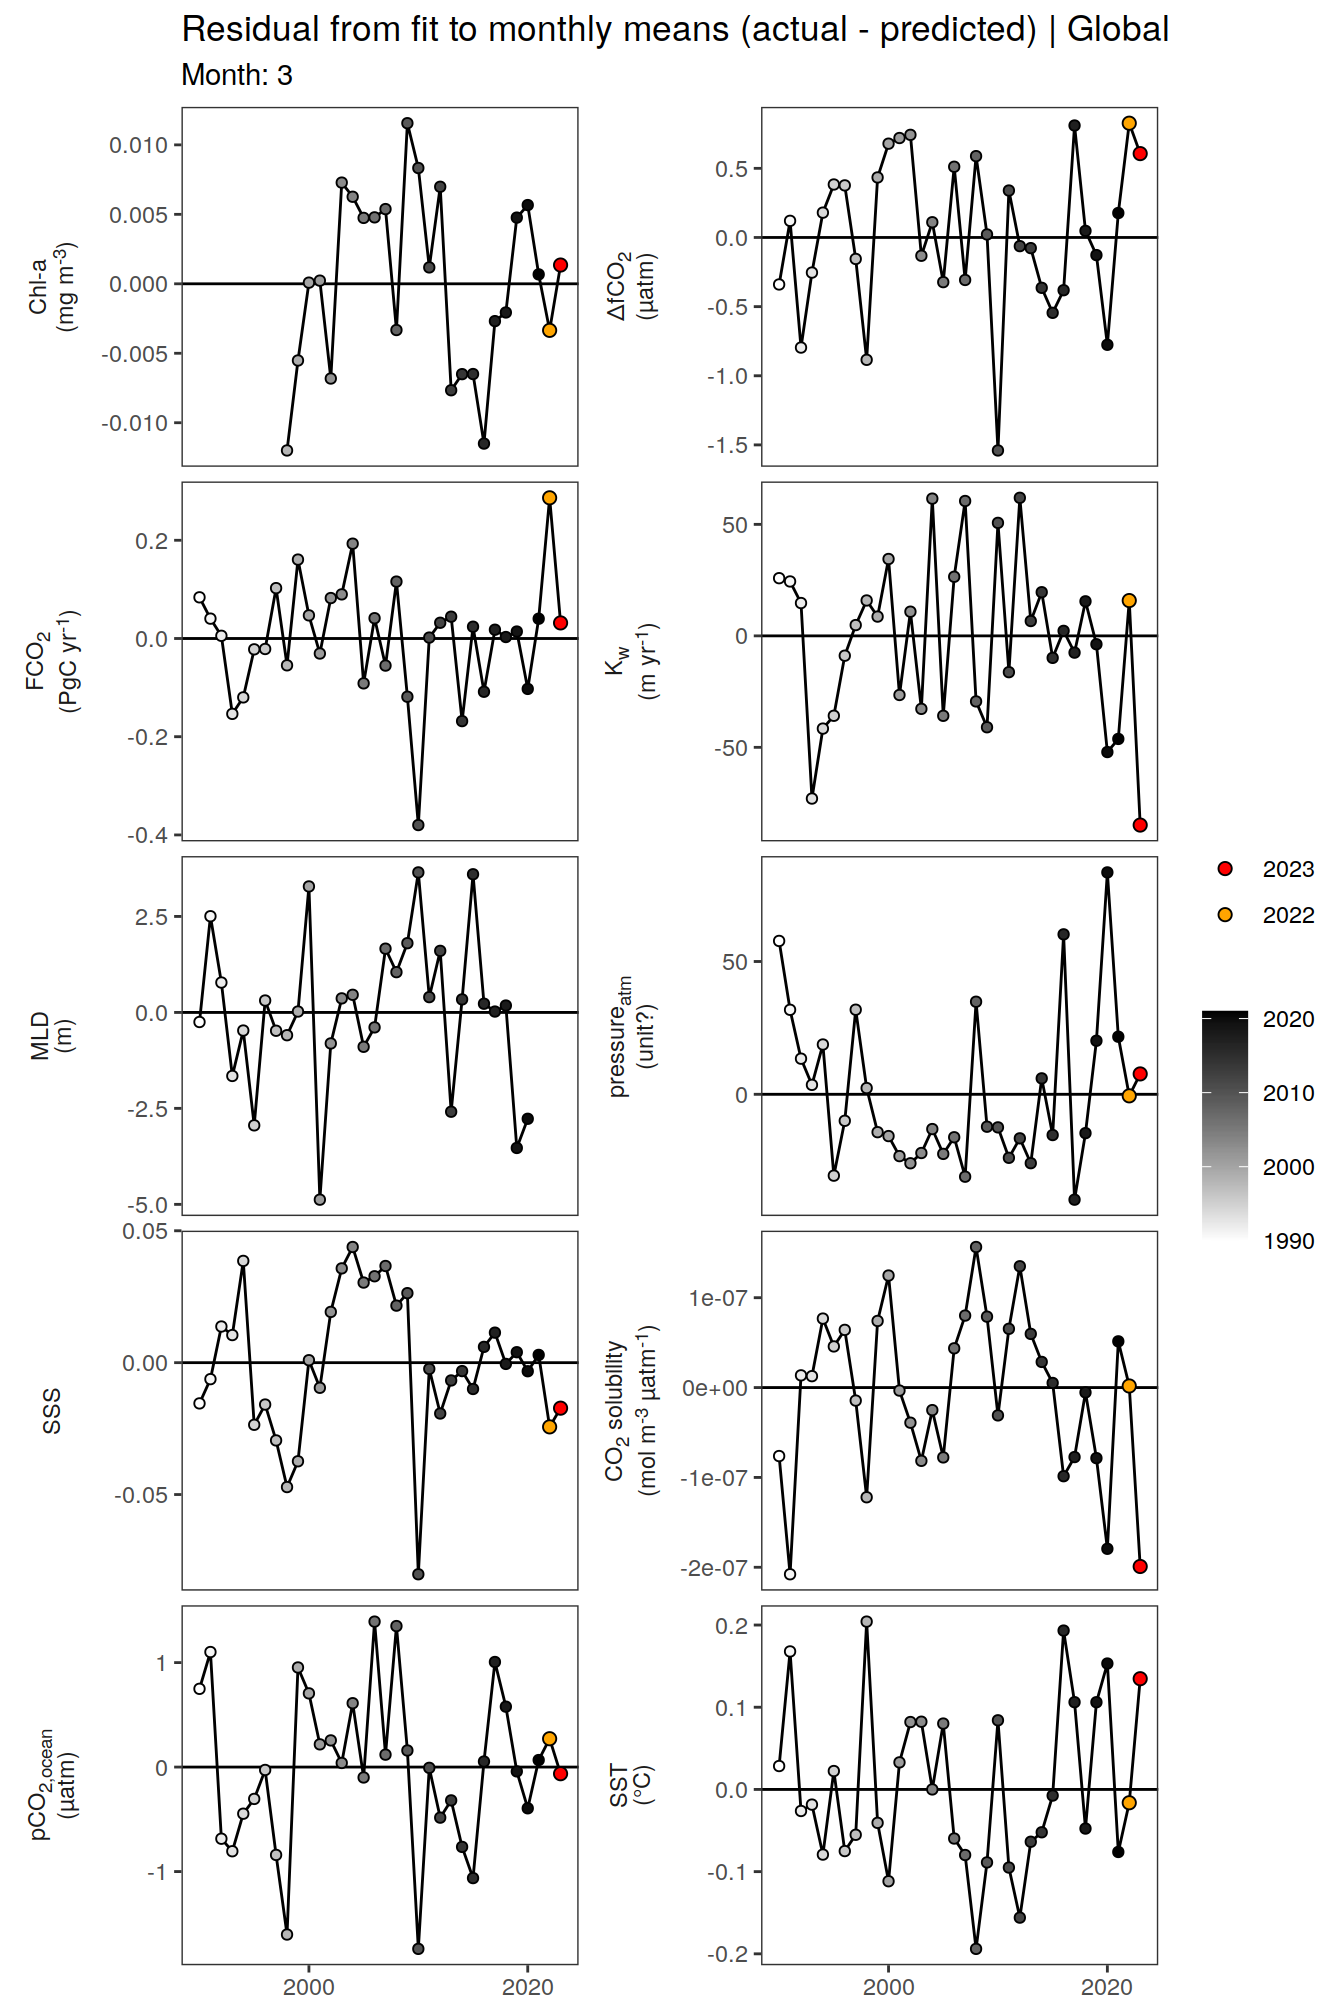 Residual from fit to monthly means (actual - predicted) | Global
Month: 3
Chl-a
(mg m⁻³)
0.010
0.005
0.000
-0.005
-0.010
ΔfCO₂
(µatm)
0.5
0.0
-0.5
-1.0
-1.5
FCO₂
(PgC yr⁻¹)
0.2
0.0
-0.2
-0.4
K_w
(m yr⁻¹)
50
0
-50
MLD
(m)
2.5
0.0
-2.5
-5.0
pressure_atm
(unit?)
50
0
SSS
0.05
0.00
-0.05
CO₂ solubility
(mol m⁻³ µatm⁻¹)
1e-07
0e+00
-1e-07
-2e-07
pCO₂,ocean
(µatm)
1
0
-1
2000
2020
SST
(°C)
0.2
0.1
0.0
-0.1
-0.2
2000
2020
2023
2022
2020
2010
2000
1990